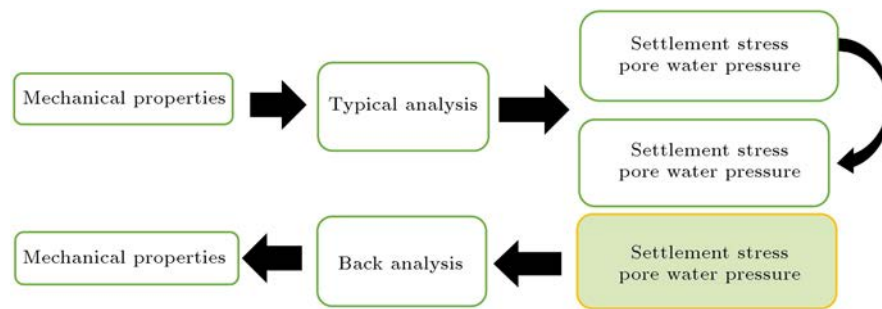 Mechanical properties
Typical analysis
Settlement stress
pore water pressure
Settlement stress
pore water pressure
Mechanical properties
Back analysis
Settlement stress
pore water pressure